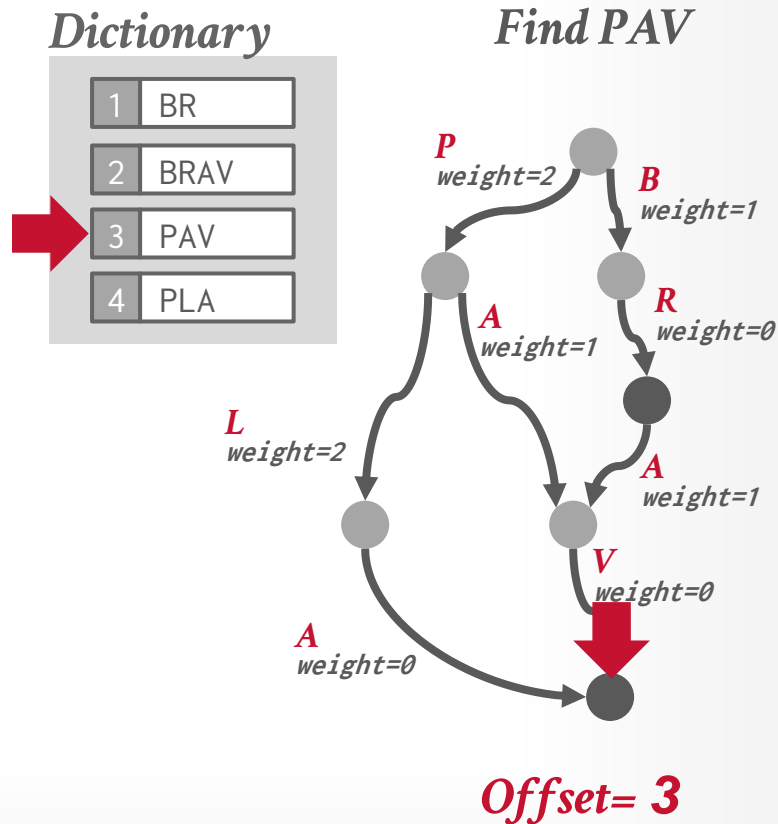 Dictionary
Find PAV
1 BR
2 BRAV
3 PAV
4 PLA
P
weight=2
B
weight=1
R
weight=0
A
weight=1
L
weight=2
A
weight=1
V
weight=0
A
weight=0
Offset= 3